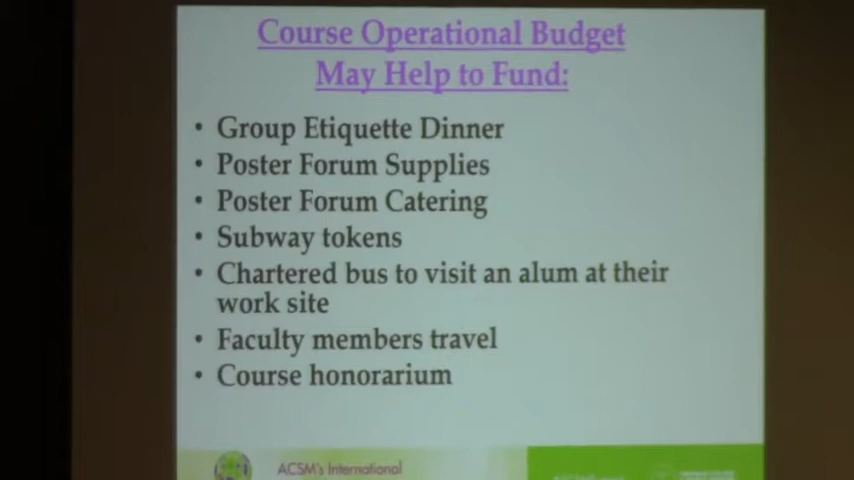 Course Operational Budget
May Help to Fund:
• Group Etiquette Dinner
• Poster Forum Supplies
• Poster Forum Catering
• Subway tokens
• Chartered bus to visit an alum at their
work site
• Faculty members travel
• Course honorarium
ACSM's International